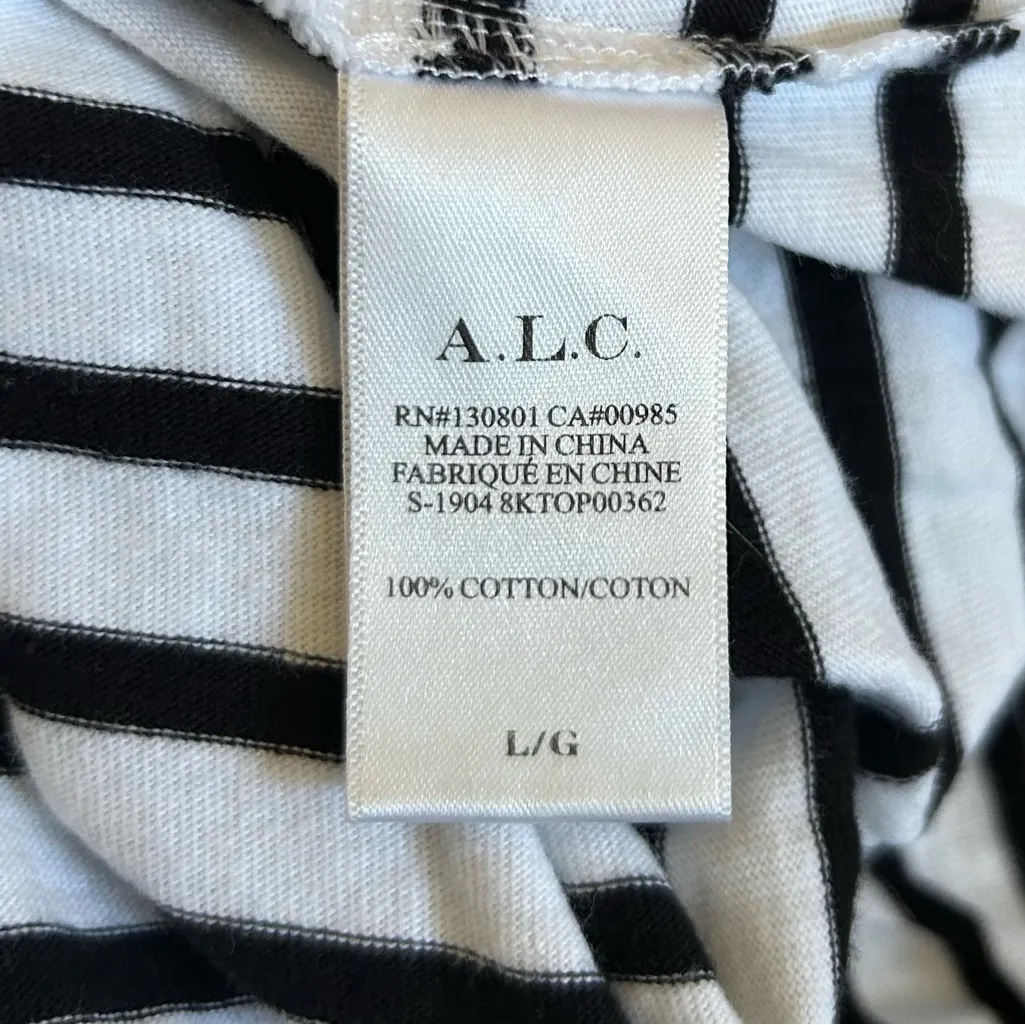 A.L.C.
RN#130801 CA#00985
MADE IN CHINA
FABRIQUÉ EN CHINE
S-1904 8KTOP00362
100% COTTON/COTON
L/G